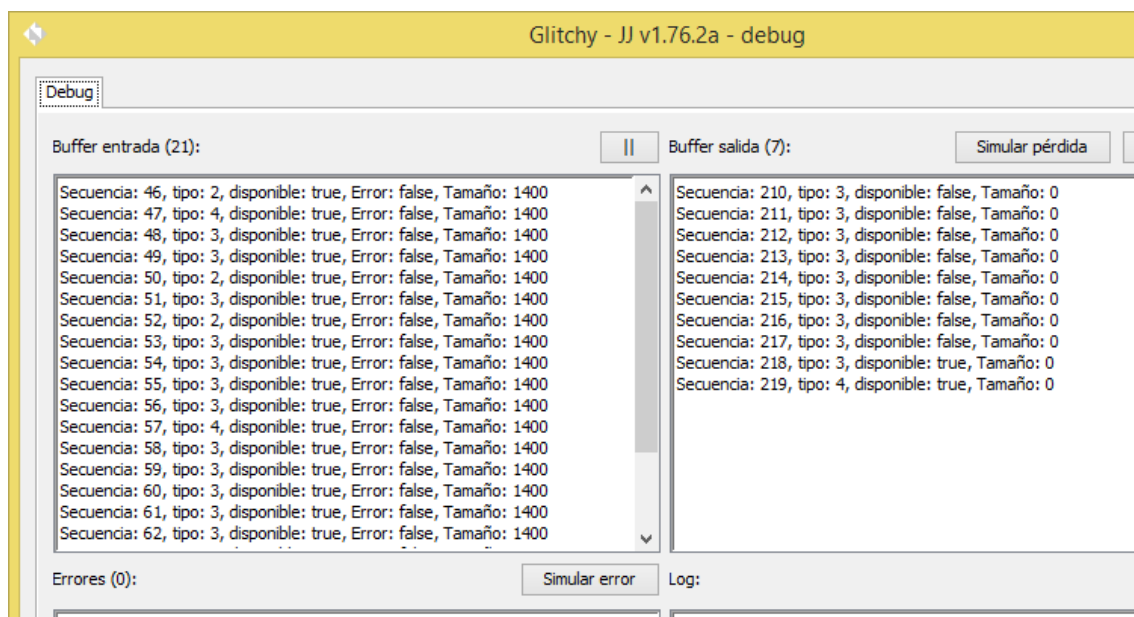 Glitchy - JJ v1.76.2a - debug
Debug
Buffer entrada (21):
||
Secuencia: 46, tipo: 2, disponible: true, Error: false, Tamaño: 1400
Secuencia: 47, tipo: 4, disponible: true, Error: false, Tamaño: 1400
Secuencia: 48, tipo: 3, disponible: true, Error: false, Tamaño: 1400
Secuencia: 49, tipo: 3, disponible: true, Error: false, Tamaño: 1400
Secuencia: 50, tipo: 2, disponible: true, Error: false, Tamaño: 1400
Secuencia: 51, tipo: 3, disponible: true, Error: false, Tamaño: 1400
Secuencia: 52, tipo: 2, disponible: true, Error: false, Tamaño: 1400
Secuencia: 53, tipo: 3, disponible: true, Error: false, Tamaño: 1400
Secuencia: 54, tipo: 3, disponible: true, Error: false, Tamaño: 1400
Secuencia: 55, tipo: 3, disponible: true, Error: false, Tamaño: 1400
Secuencia: 56, tipo: 3, disponible: true, Error: false, Tamaño: 1400
Secuencia: 57, tipo: 4, disponible: true, Error: false, Tamaño: 1400
Secuencia: 58, tipo: 3, disponible: true, Error: false, Tamaño: 1400
Secuencia: 59, tipo: 3, disponible: true, Error: false, Tamaño: 1400
Secuencia: 60, tipo: 3, disponible: true, Error: false, Tamaño: 1400
Secuencia: 61, tipo: 3, disponible: true, Error: false, Tamaño: 1400
Secuencia: 62, tipo: 3, disponible: true, Error: false, Tamaño: 1400
Buffer salida (7):
Simular pérdida
Secuencia: 210, tipo: 3, disponible: false, Tamaño: 0
Secuencia: 211, tipo: 3, disponible: false, Tamaño: 0
Secuencia: 212, tipo: 3, disponible: false, Tamaño: 0
Secuencia: 213, tipo: 3, disponible: false, Tamaño: 0
Secuencia: 214, tipo: 3, disponible: false, Tamaño: 0
Secuencia: 215, tipo: 3, disponible: false, Tamaño: 0
Secuencia: 216, tipo: 3, disponible: false, Tamaño: 0
Secuencia: 217, tipo: 3, disponible: false, Tamaño: 0
Secuencia: 218, tipo: 3, disponible: true, Tamaño: 0
Secuencia: 219, tipo: 4, disponible: true, Tamaño: 0
Errores (0):
Simular error
Log: